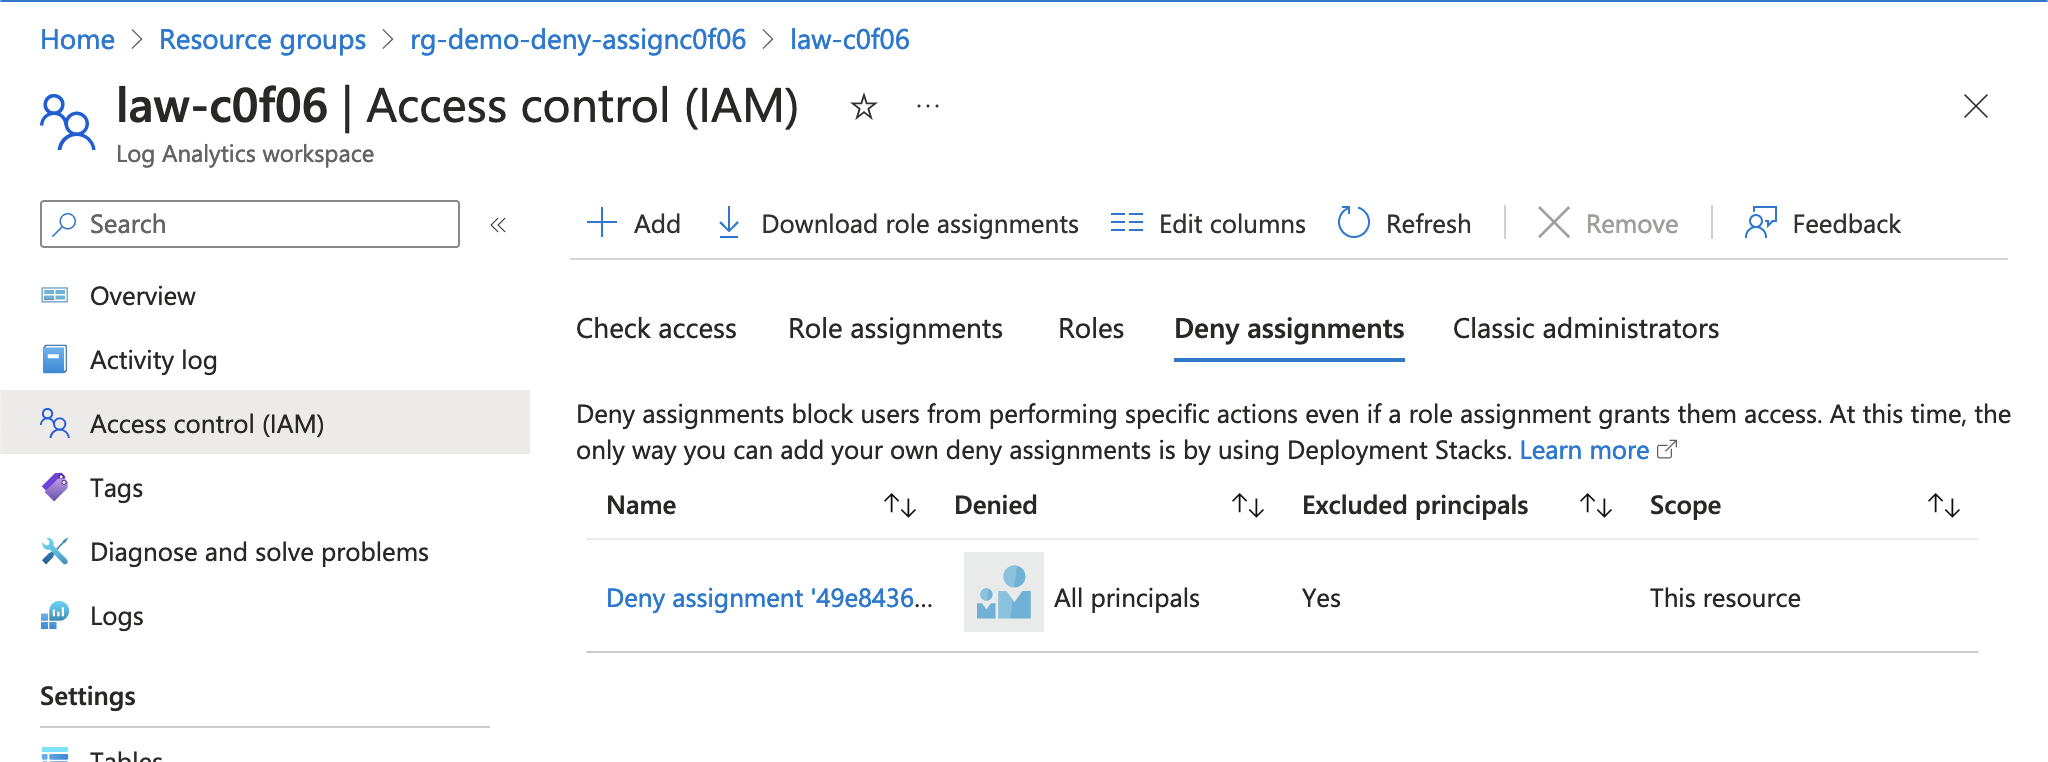 Home > Resource groups > rg-demo-deny-assignc0f06 > law-c0f06
law-c0f06 | Access control (IAM)
Log Analytics workspace
Search
Add
Download role assignments
Edit columns
Refresh
Remove
Feedback
Overview
Activity log
Access control (IAM)
Tags
Diagnose and solve problems
Logs
Settings
Tables
Check access
Role assignments
Roles
Deny assignments
Classic administrators
Deny assignments block users from performing specific actions even if a role assignment grants them access. At this time, the
only way you can add your own deny assignments is by using Deployment Stacks. Learn more
Name
Denied
Excluded principals
Scope
Deny assignment '49e8436...
All principals
Yes
This resource